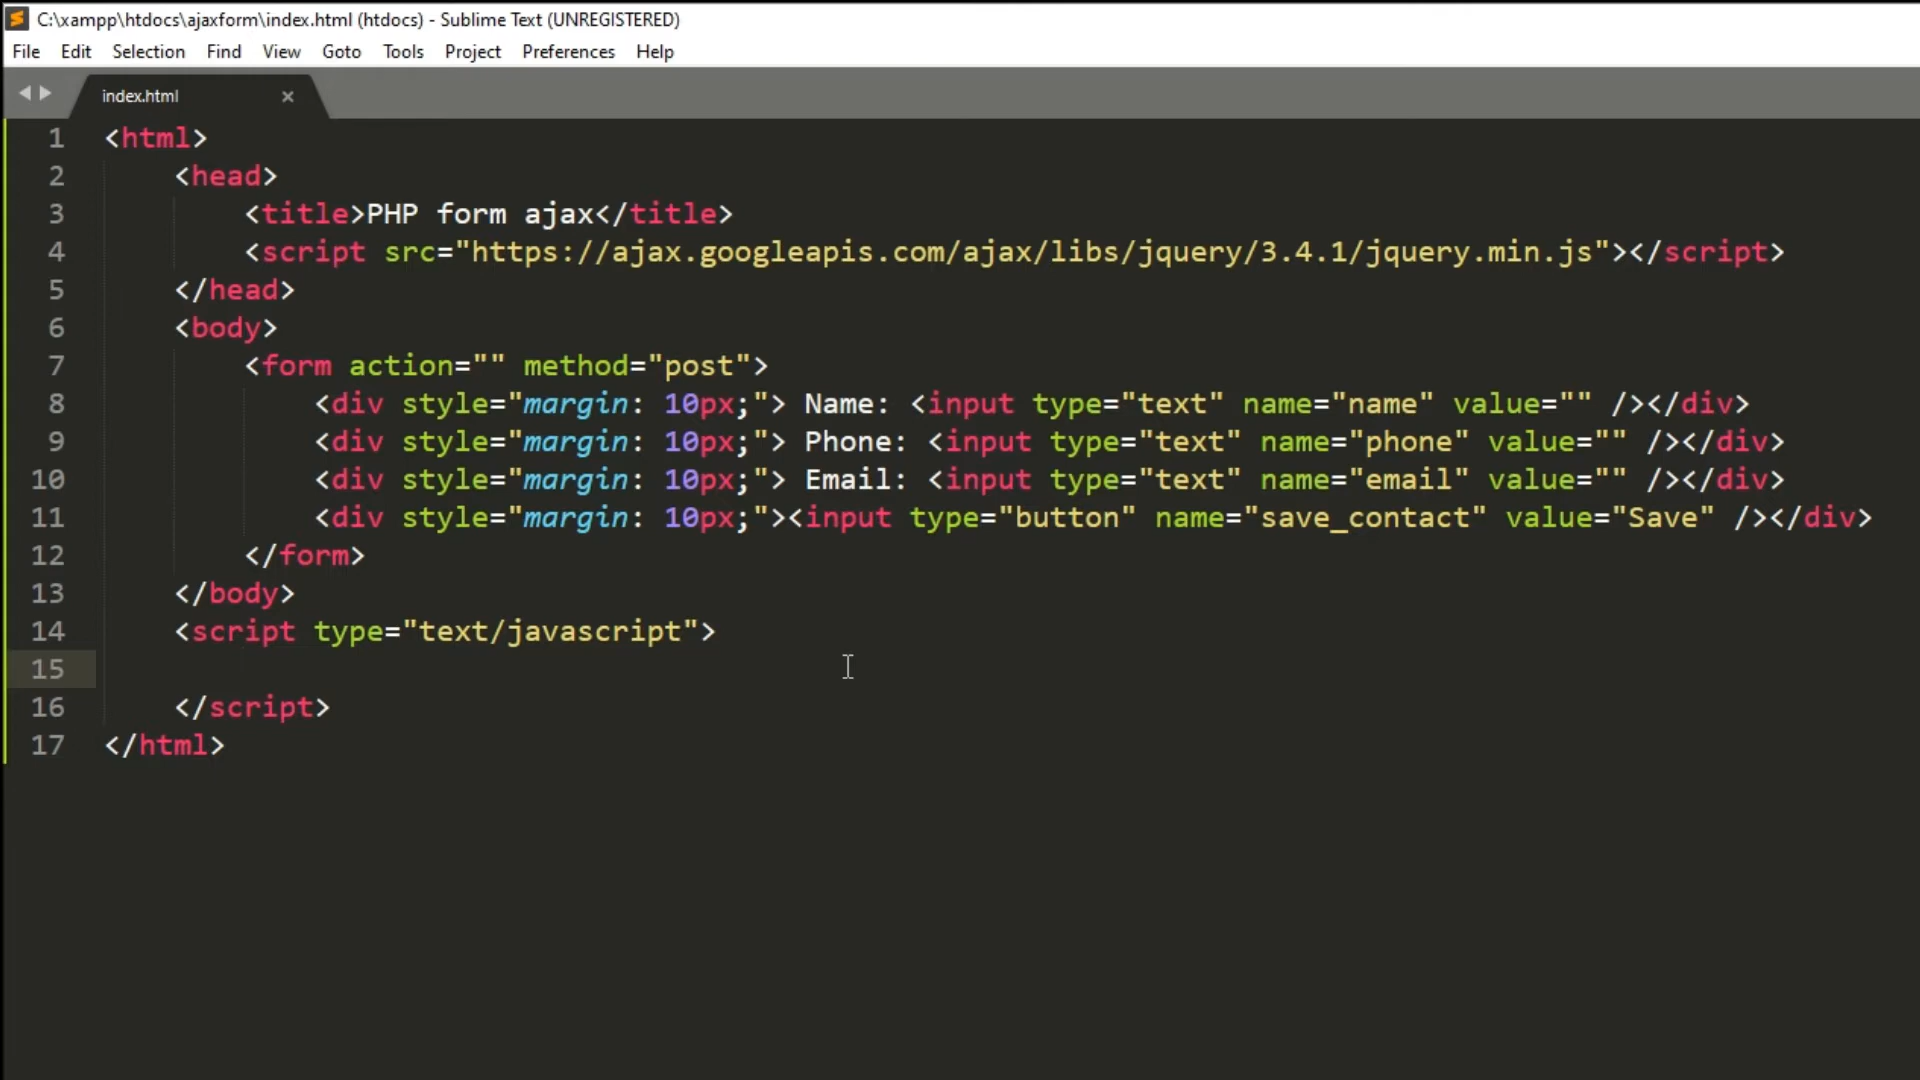 C:\xampp\htdocs\ajaxform\index.html (htdocs) - Sublime Text (UNREGISTERED)
File Edit Selection Find View Goto Tools Project Preferences Help
index.html
1 <html>
2 <head>
3 <title>PHP form ajax</title>
4 <script src="https://ajax.googleapis.com/ajax/libs/jquery/3.4.1/jquery.min.js"></script>
5 </head>
6 <body>
7 <form action="" method="post">
8 <div style="margin: 10px;"> Name: <input type="text" name="name" value="" /></div>
9 <div style="margin: 10px;"> Phone: <input type="text" name="phone" value="" /></div>
10 <div style="margin: 10px;"> Email: <input type="text" name="email" value="" /></div>
11 <div style="margin: 10px;"><input type="button" name="save_contact" value="Save" /></div>
12 </form>
13 </body>
14 <script type="text/javascript">
15
16 </script>
17 </html>